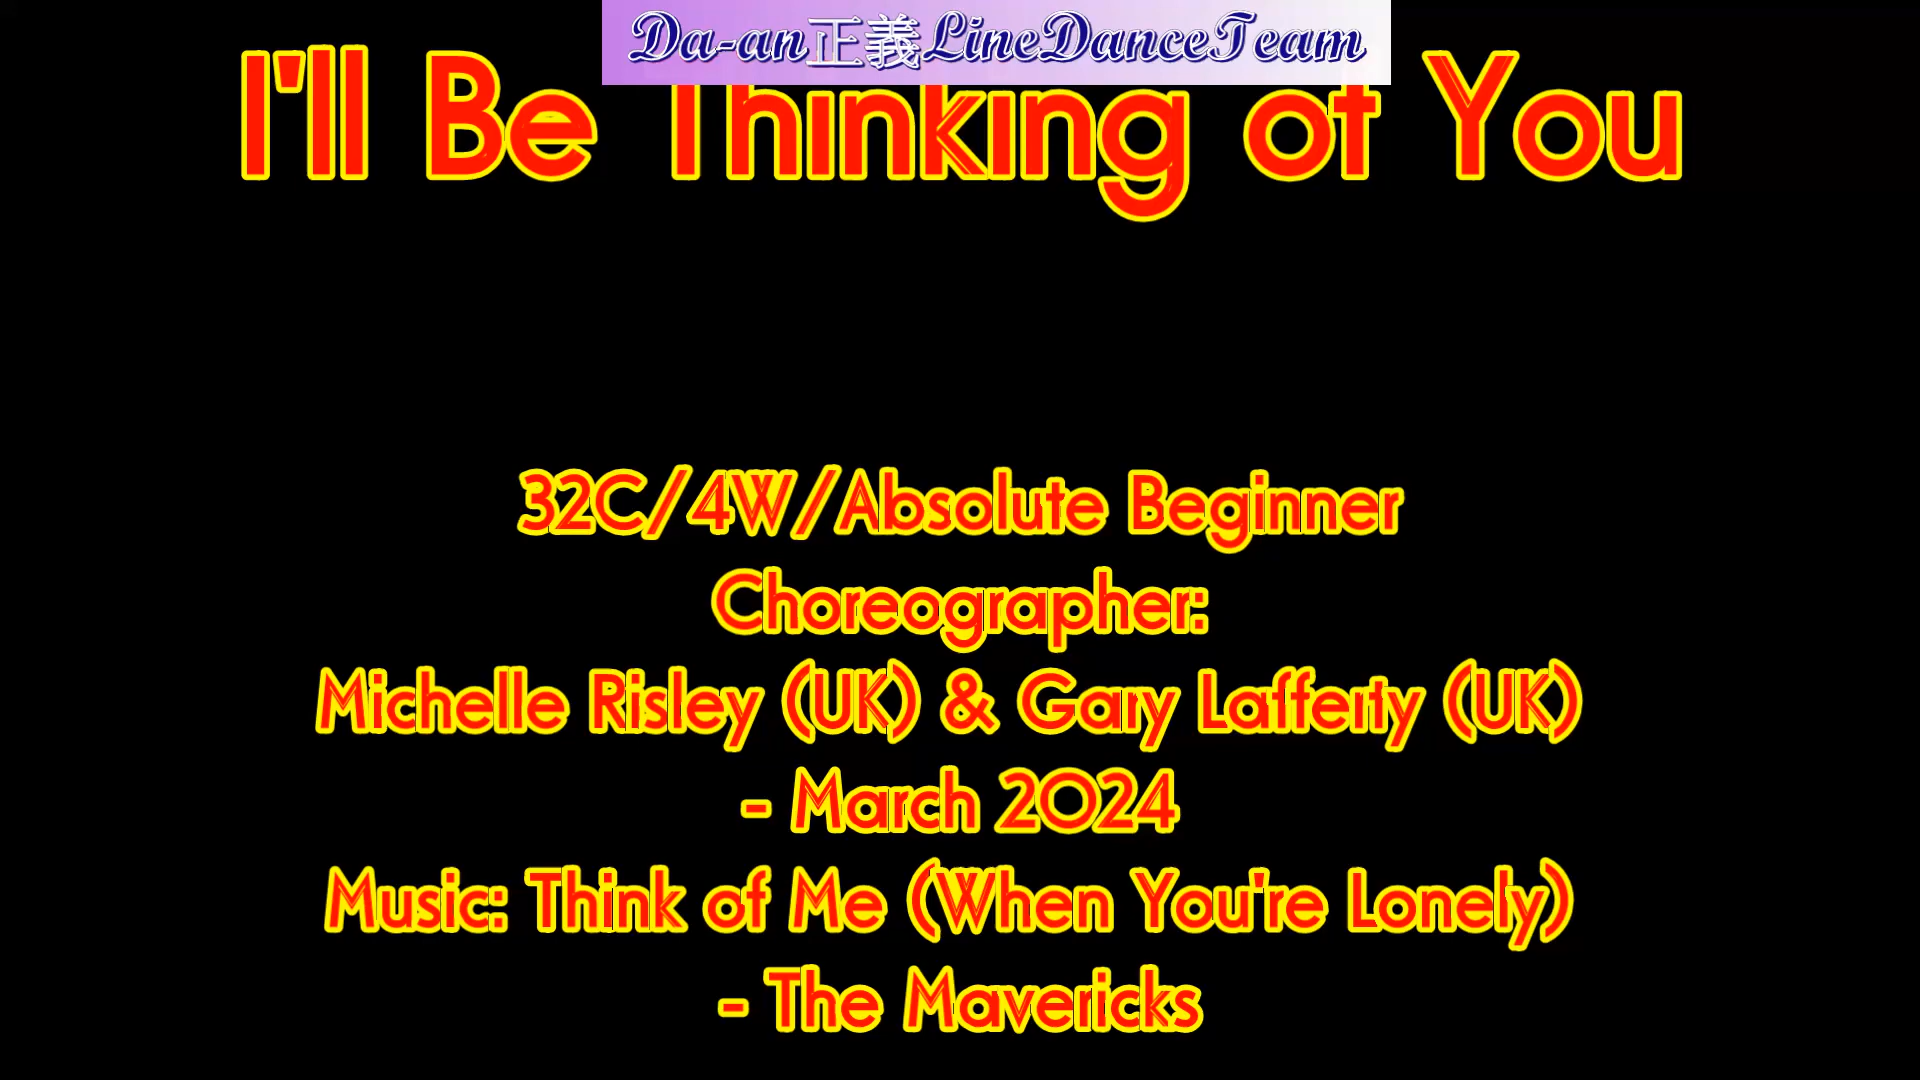 Da-an正義LineDanceTeam
I'll Be Thinking of You
32C/4W/Absolute Beginner
Choreographer:
Michelle Risley (UK) & Gary Lafferty (UK)
- March 2024
Music: Think of Me (When You're Lonely)
- The Mavericks